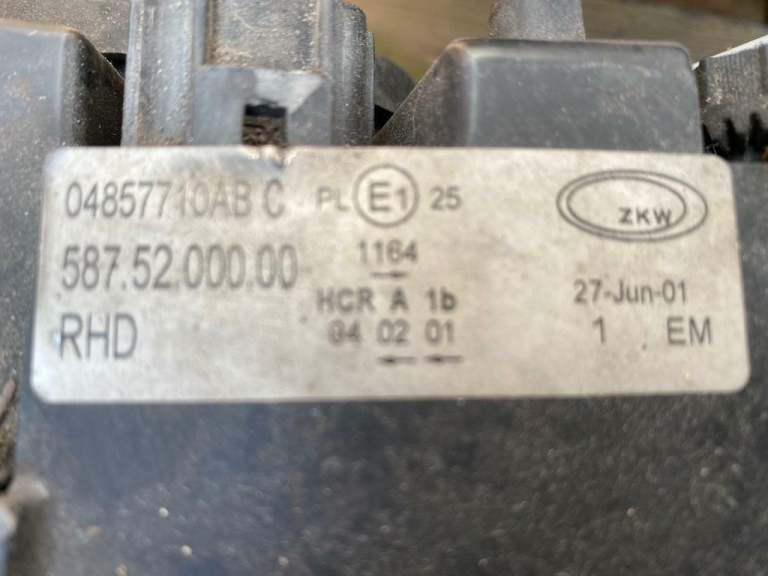 04857710AB C
587.52.000.00
RHD
PL E1 25
1164
HCR A 1b
04 02 01
ZKW
27-Jun-01
1 EM